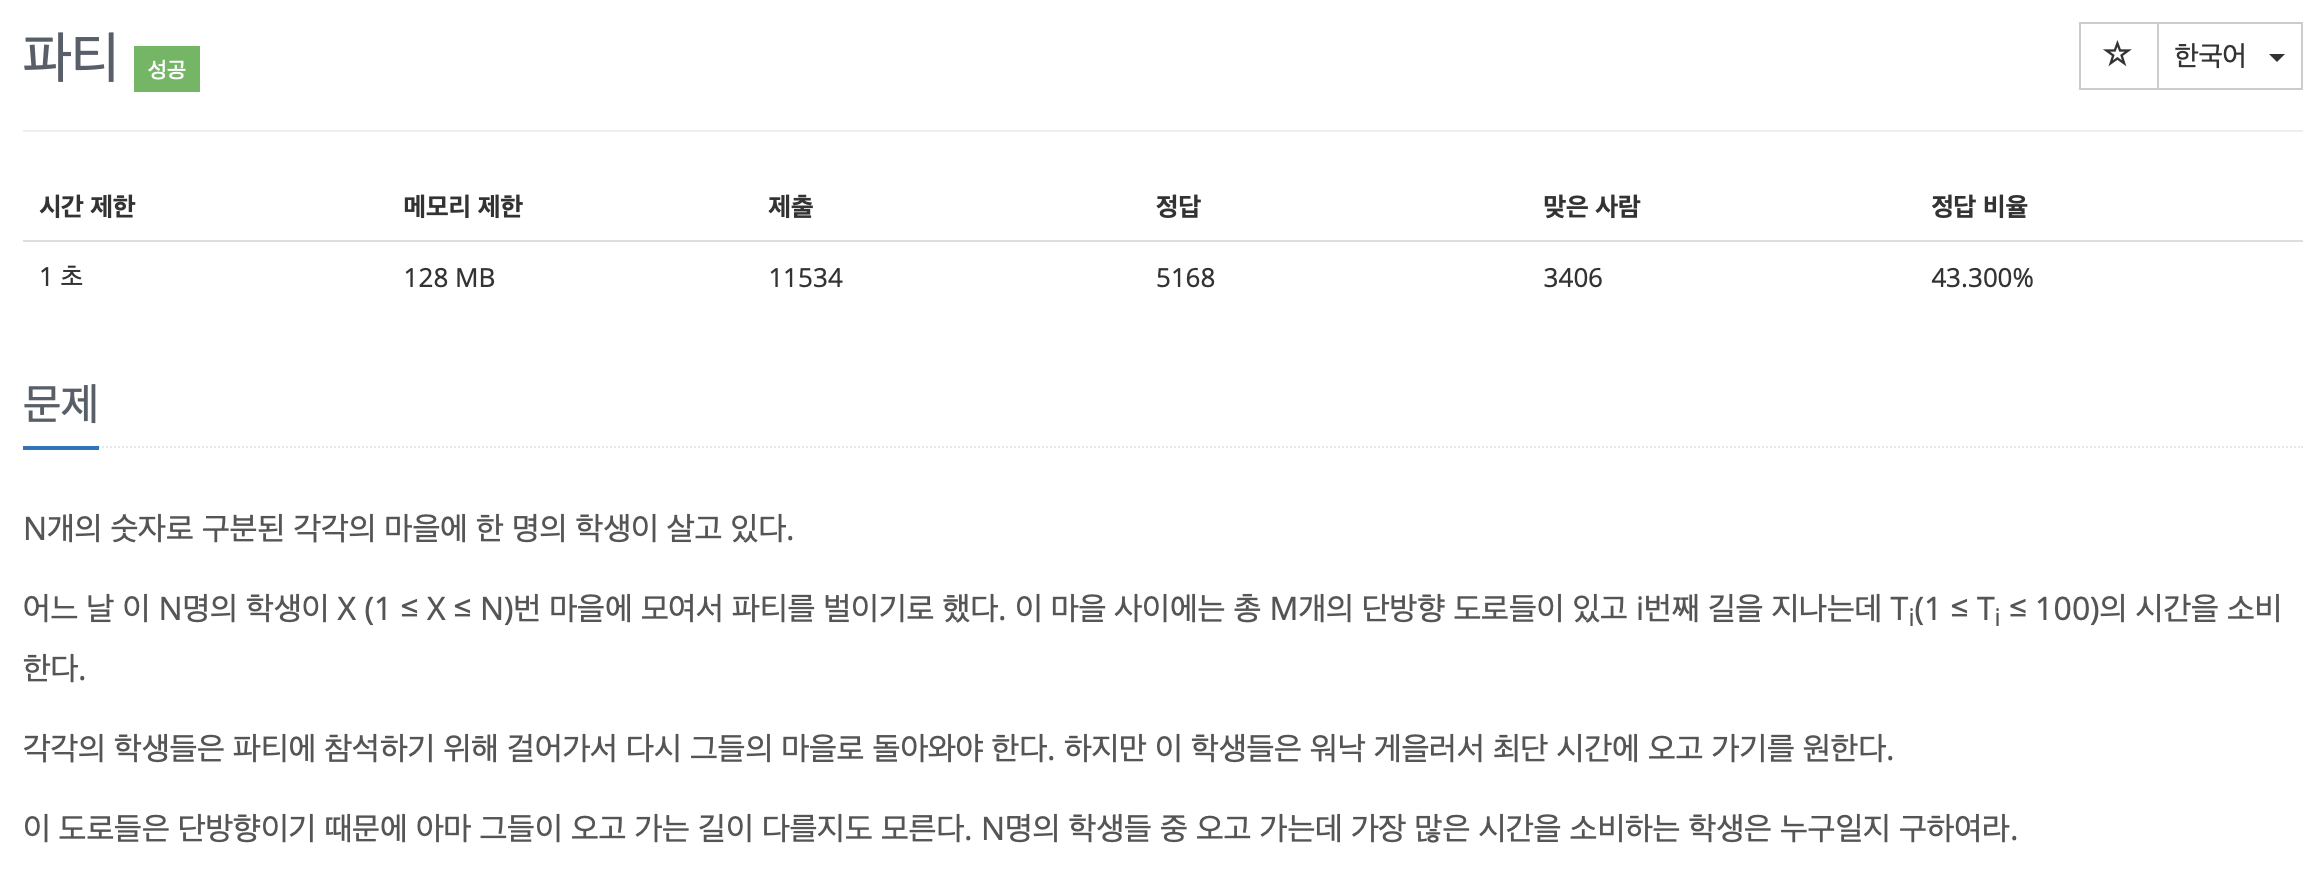 파티 성공
☆ 한국어
시간 제한 메모리 제한 제출 정답 맞은 사람 정답 비율
1 초 128 MB 11534 5168 3406 43.300%
문제
N개의 숫자로 구분된 각각의 마을에 한 명의 학생이 살고 있다.
어느 날 이 N명의 학생이 X (1 ≤ X ≤ N)번 마을에 모여서 파티를 벌이기로 했다. 이 마을 사이에는 총 M개의 단방향 도로들이 있고 i번째 길을 지나는데 Ti(1 ≤ Ti ≤ 100)의 시간을 소비
한다.
각각의 학생들은 파티에 참석하기 위해 걸어가서 다시 그들의 마을로 돌아와야 한다. 하지만 이 학생들은 워낙 게을러서 최단 시간에 오고 가기를 원한다.
이 도로들은 단방향이기 때문에 아마 그들이 오고 가는 길이 다를지도 모른다. N명의 학생들 중 오고 가는데 가장 많은 시간을 소비하는 학생은 누구일지 구하여라.